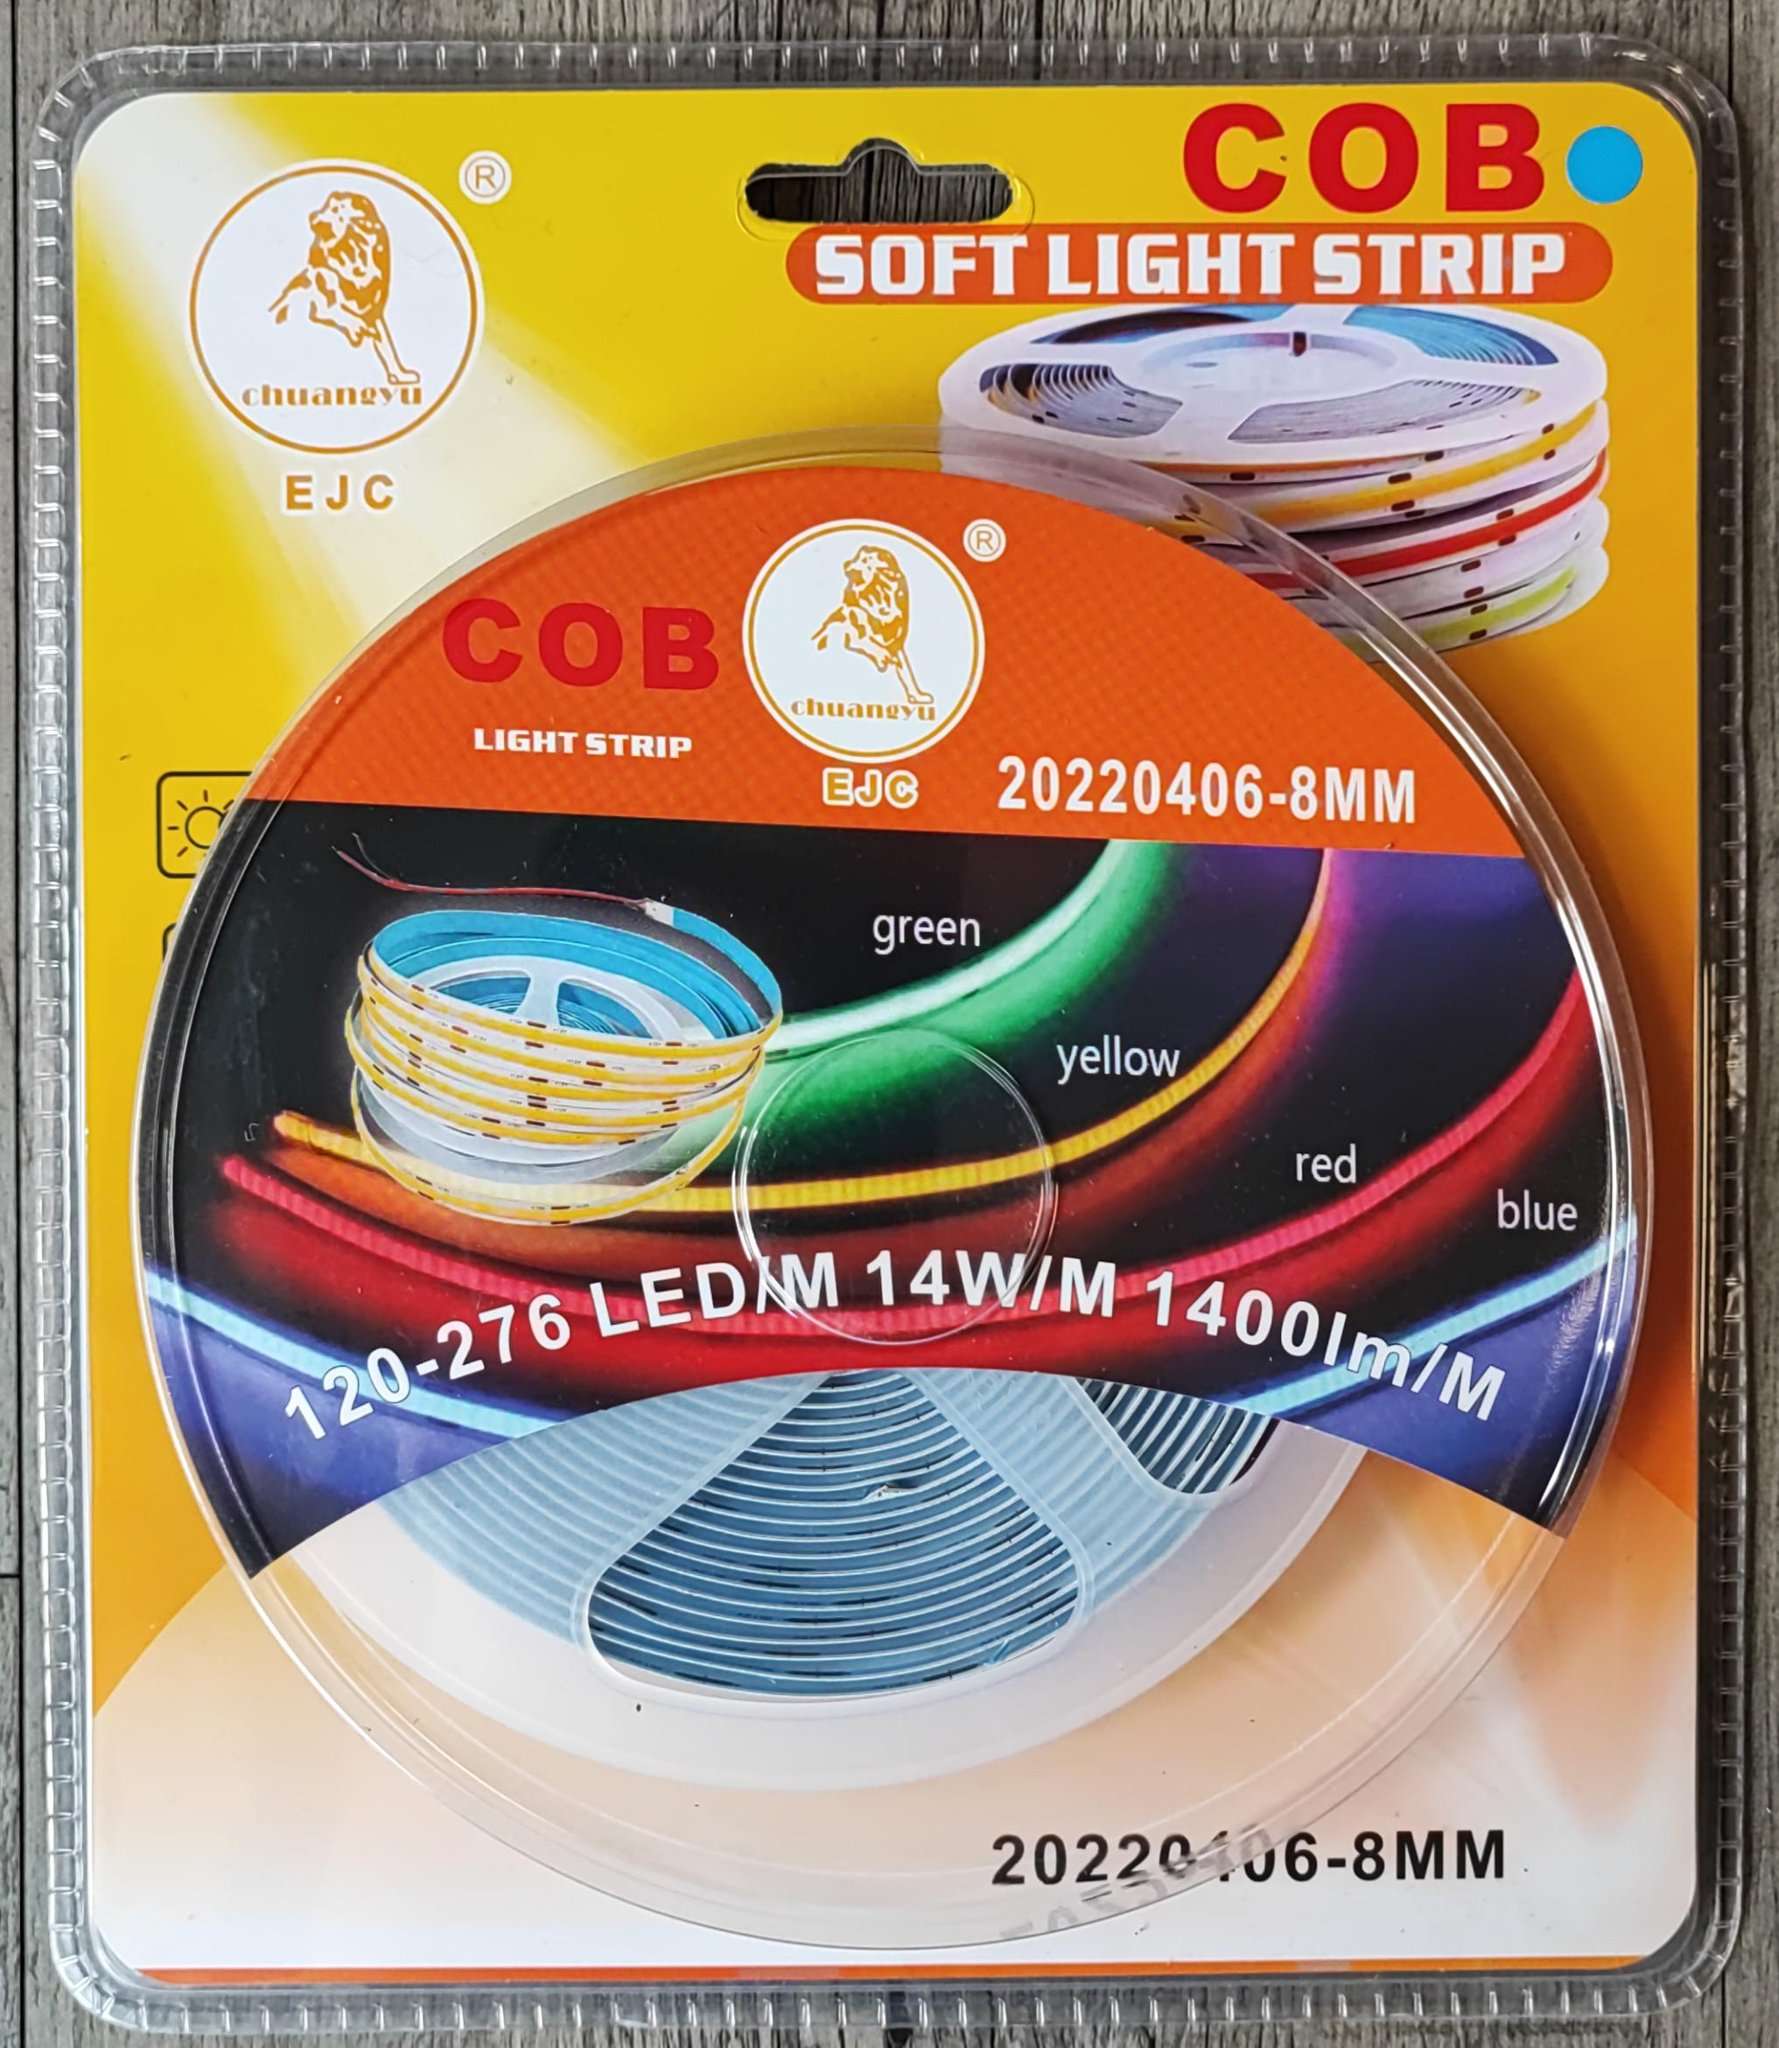 COB
SOFT LIGHT STRIP
®
chuangyu
EJC
COB
LIGHT STRIP
®
chuangyu
EJC
20220406-8MM
green
yellow
red
blue
120-276 LED/M 14W/M 1400lm/M
20220406-8MM